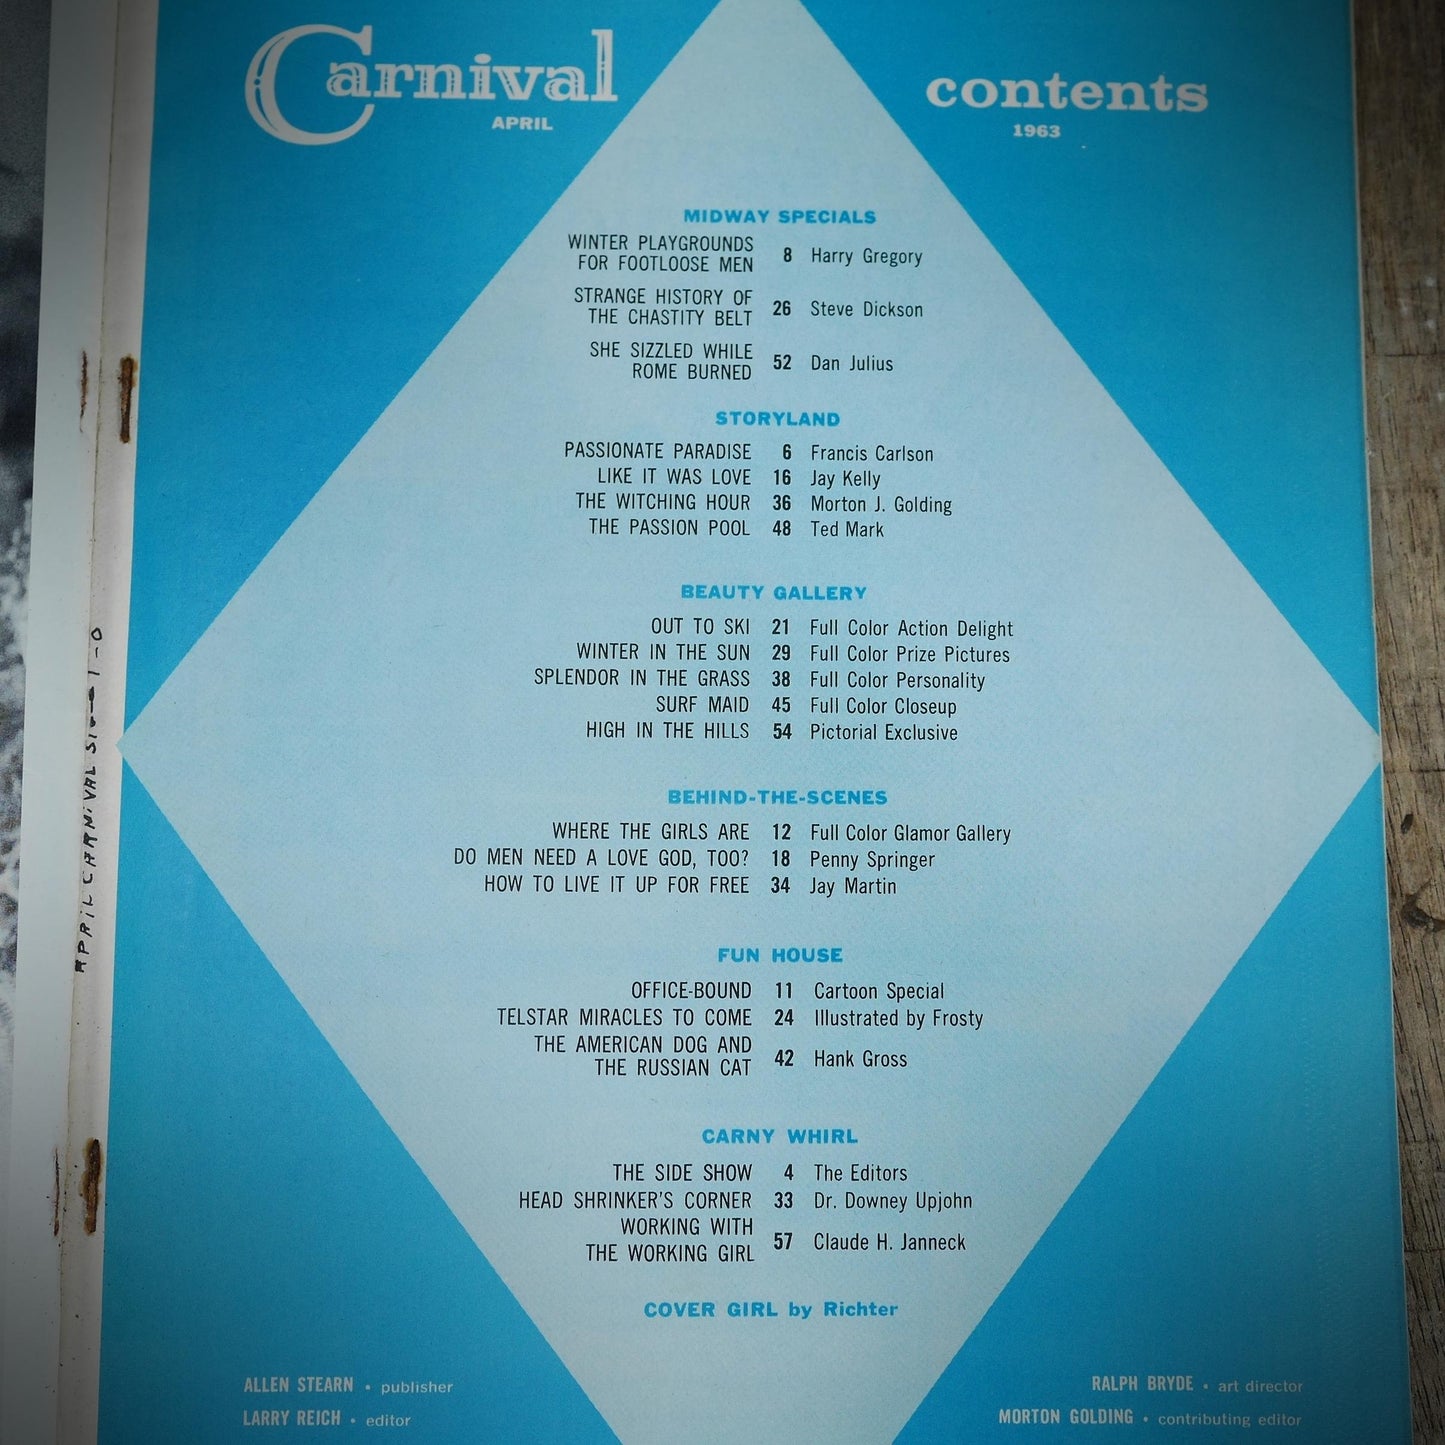 Carnival
APRIL
contents
1963
MIDWAY SPECIALS
WINTER PLAYGROUNDS
FOR FOOTLOOSE MEN 8 Harry Gregory
STRANGE HISTORY OF
THE CHASTITY BELT 26 Steve Dickson
SHE SIZZLED WHILE
ROME BURNED 52 Dan Julius
STORYLAND
PASSIONATE PARADISE 6 Francis Carlson
LIKE IT WAS LOVE 16 Jay Kelly
THE WITCHING HOUR 36 Morton J. Golding
THE PASSION POOL 48 Ted Mark
BEAUTY GALLERY
OUT TO SKI 21 Full Color Action Delight
WINTER IN THE SUN 29 Full Color Prize Pictures
SPLENDOR IN THE GRASS 38 Full Color Personality
SURF MAID 45 Full Color Closeup
HIGH IN THE HILLS 54 Pictorial Exclusive
BEHIND-THE-SCENES
WHERE THE GIRLS ARE 12 Full Color Glamor Gallery
DO MEN NEED A LOVE GOD, TOO? 18 Penny Springer
HOW TO LIVE IT UP FOR FREE 34 Jay Martin
FUN HOUSE
OFFICE-BOUND 11 Cartoon Special
TELSTAR MIRACLES TO COME 24 Illustrated by Frosty
THE AMERICAN DOG AND
THE RUSSIAN CAT 42 Hank Gross
CARNY WHIRL
THE SIDE SHOW 4 The Editors
HEAD SHRINKER'S CORNER 33 Dr. Downey Upjohn
WORKING WITH
THE WORKING GIRL 57 Claude H. Janneck
COVER GIRL by Richter
ALLEN STEARN • publisher
LARRY REICH • editor
RALPH BRYDE • art director
MORTON GOLDING • contributing editor
APRIL CARNIVAL